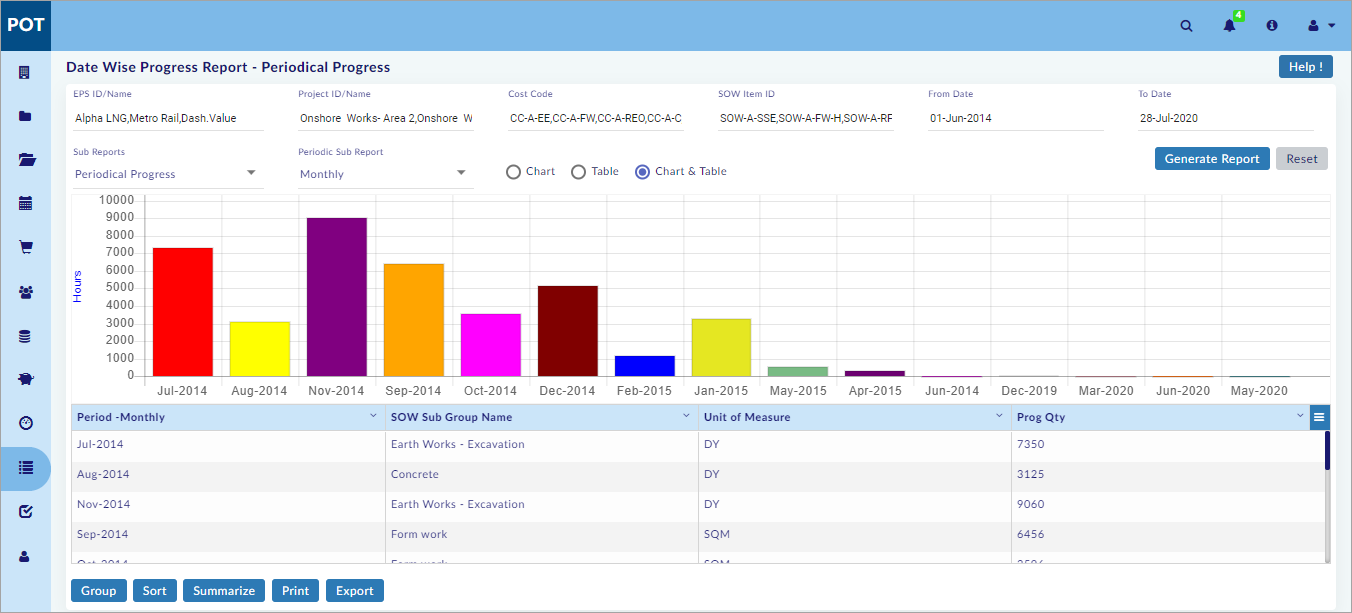 POT
4
Date Wise Progress Report - Periodical Progress
Help !
EPS ID/Name Project ID/Name Cost Code SOW Item ID From Date To Date
Alpha LNG,Metro Rail,Dash.Value Onshore Works- Area 2,Onshore W CC-A-EE,CC-A-FW,CC-A-REO,CC-A-C SOW-A-SSE,SOW-A-FW-H,SOW-A-RF 01-Jun-2014 28-Jul-2020
Sub Reports Periodic Sub Report
Periodical Progress Monthly Chart Table Chart & Table Generate Report Reset
10000
9000
8000
7000
6000
5000
4000
3000
2000
1000
0
Hours
Jul-2014 Aug-2014 Nov-2014 Sep-2014 Oct-2014 Dec-2014 Feb-2015 Jan-2015 May-2015 Apr-2015 Jun-2014 Dec-2019 Mar-2020 Jun-2020 May-2020
Period -Monthly SOW Sub Group Name Unit of Measure Prog Qty
Jul-2014 Earth Works - Excavation DY 7350
Aug-2014 Concrete DY 3125
Nov-2014 Earth Works - Excavation DY 9060
Sep-2014 Form work SQM 6456
Oct-2014 Form work SQM
Group Sort Summarize Print Export